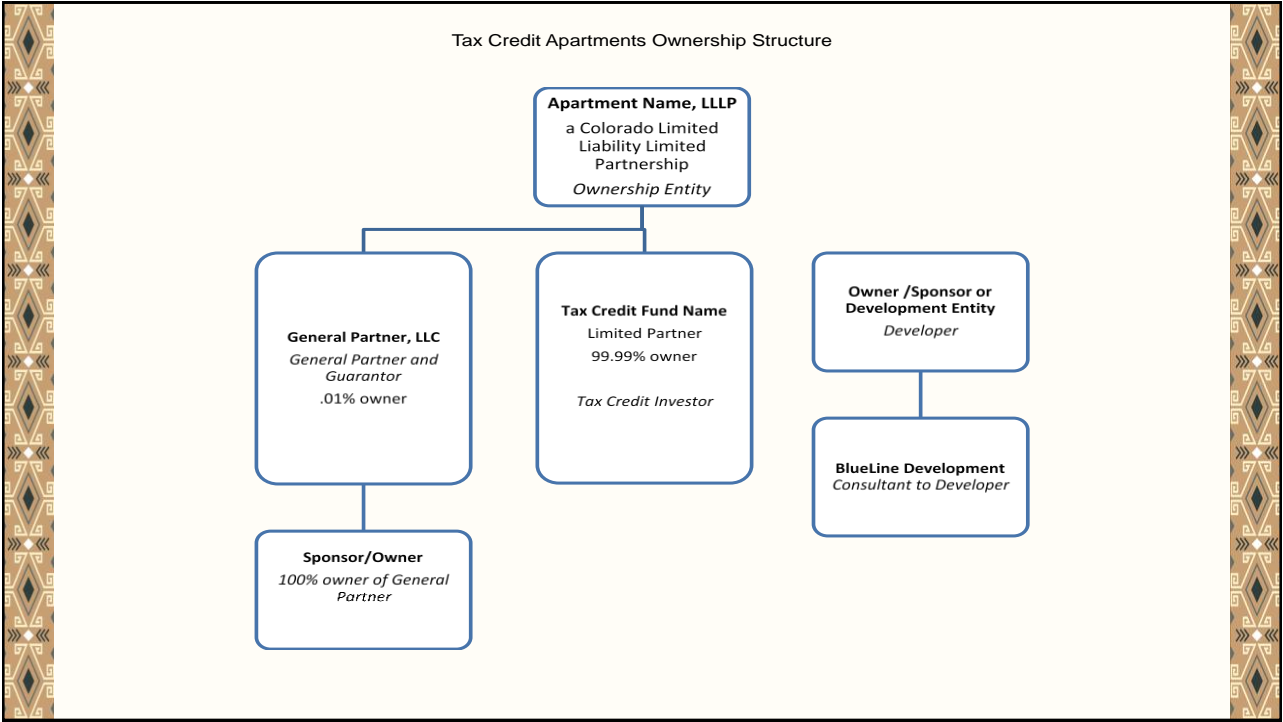 Tax Credit Apartments Ownership Structure
Apartment Name, LLLP
a Colorado Limited
Liability Limited
Partnership
Ownership Entity
General Partner, LLC
General Partner and
Guarantor
.01% owner
Tax Credit Fund Name
Limited Partner
99.99% owner
Tax Credit Investor
Owner /Sponsor or
Development Entity
Developer
BlueLine Development
Consultant to Developer
Sponsor/Owner
100% owner of General
Partner